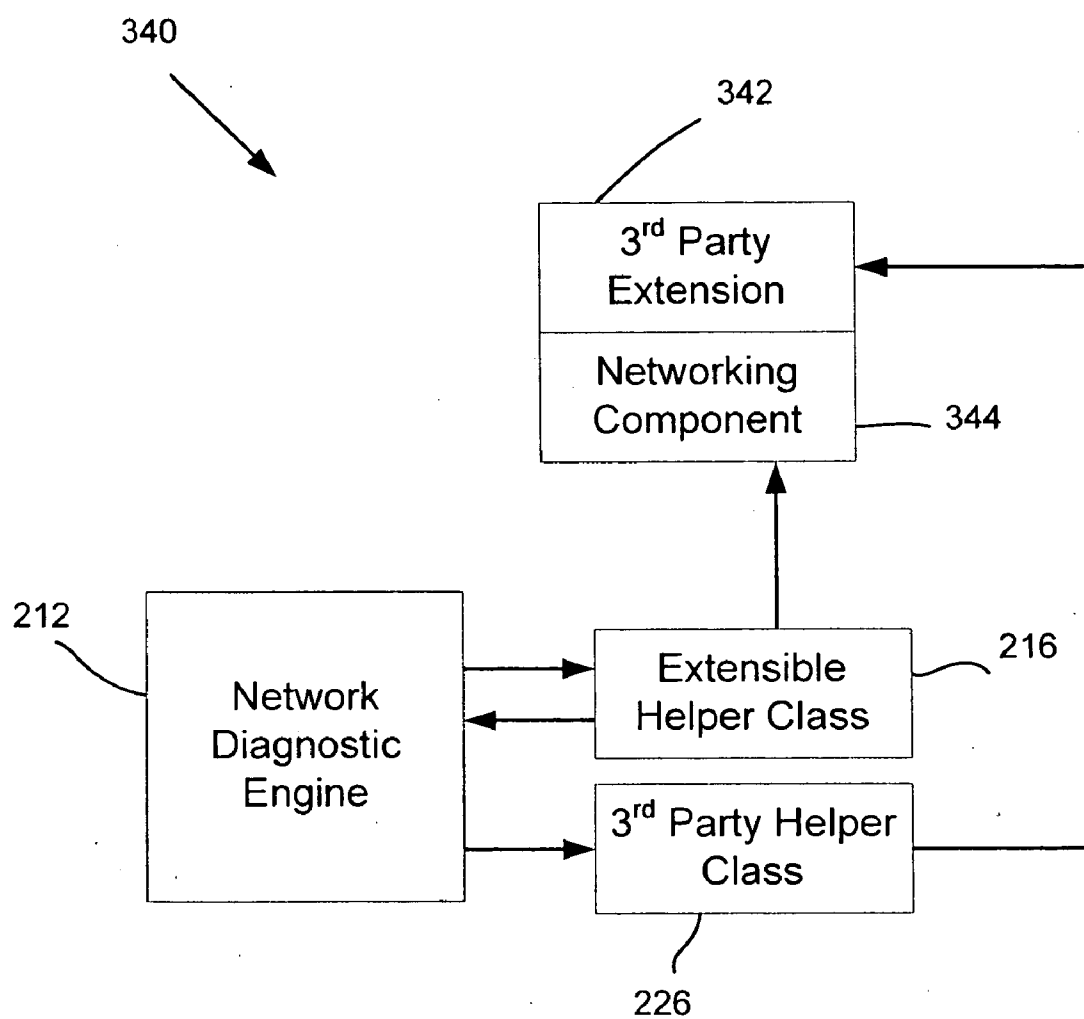 340
342
3rd Party
Extension
Networking
Component
344
212
Network
Diagnostic
Engine
Extensible
Helper Class
216
3rd Party Helper
Class
226